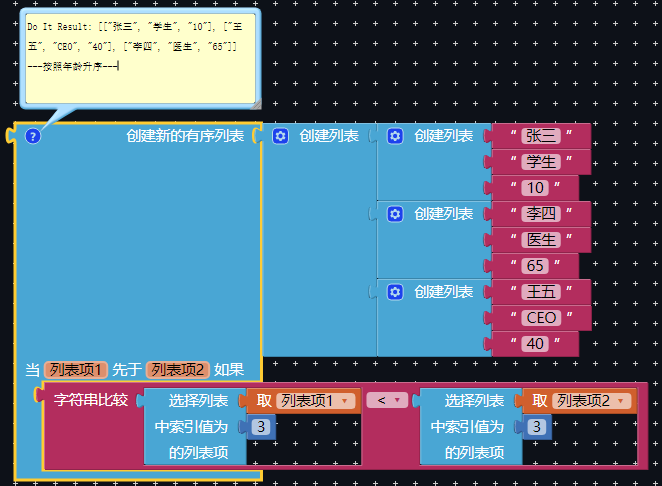 Do It Result: [["张三", "学生", "10"], ["王
五", "CEO", "40"], ["李四", "医生", "65"]]
---按照年龄升序---
? 创建新的有序列表 创建列表 创建列表 “ 张三 ”
“ 学生 ”
“ 10 ”
创建列表 “ 李四 ”
“ 医生 ”
“ 65 ”
创建列表 “ 王五 ”
“ CEO ”
“ 40 ”
当 列表项1 先于 列表项2 如果
字符串比较 选择列表 取 列表项1 < 选择列表 取 列表项2
中索引值为 3 中索引值为 3
的列表项 的列表项